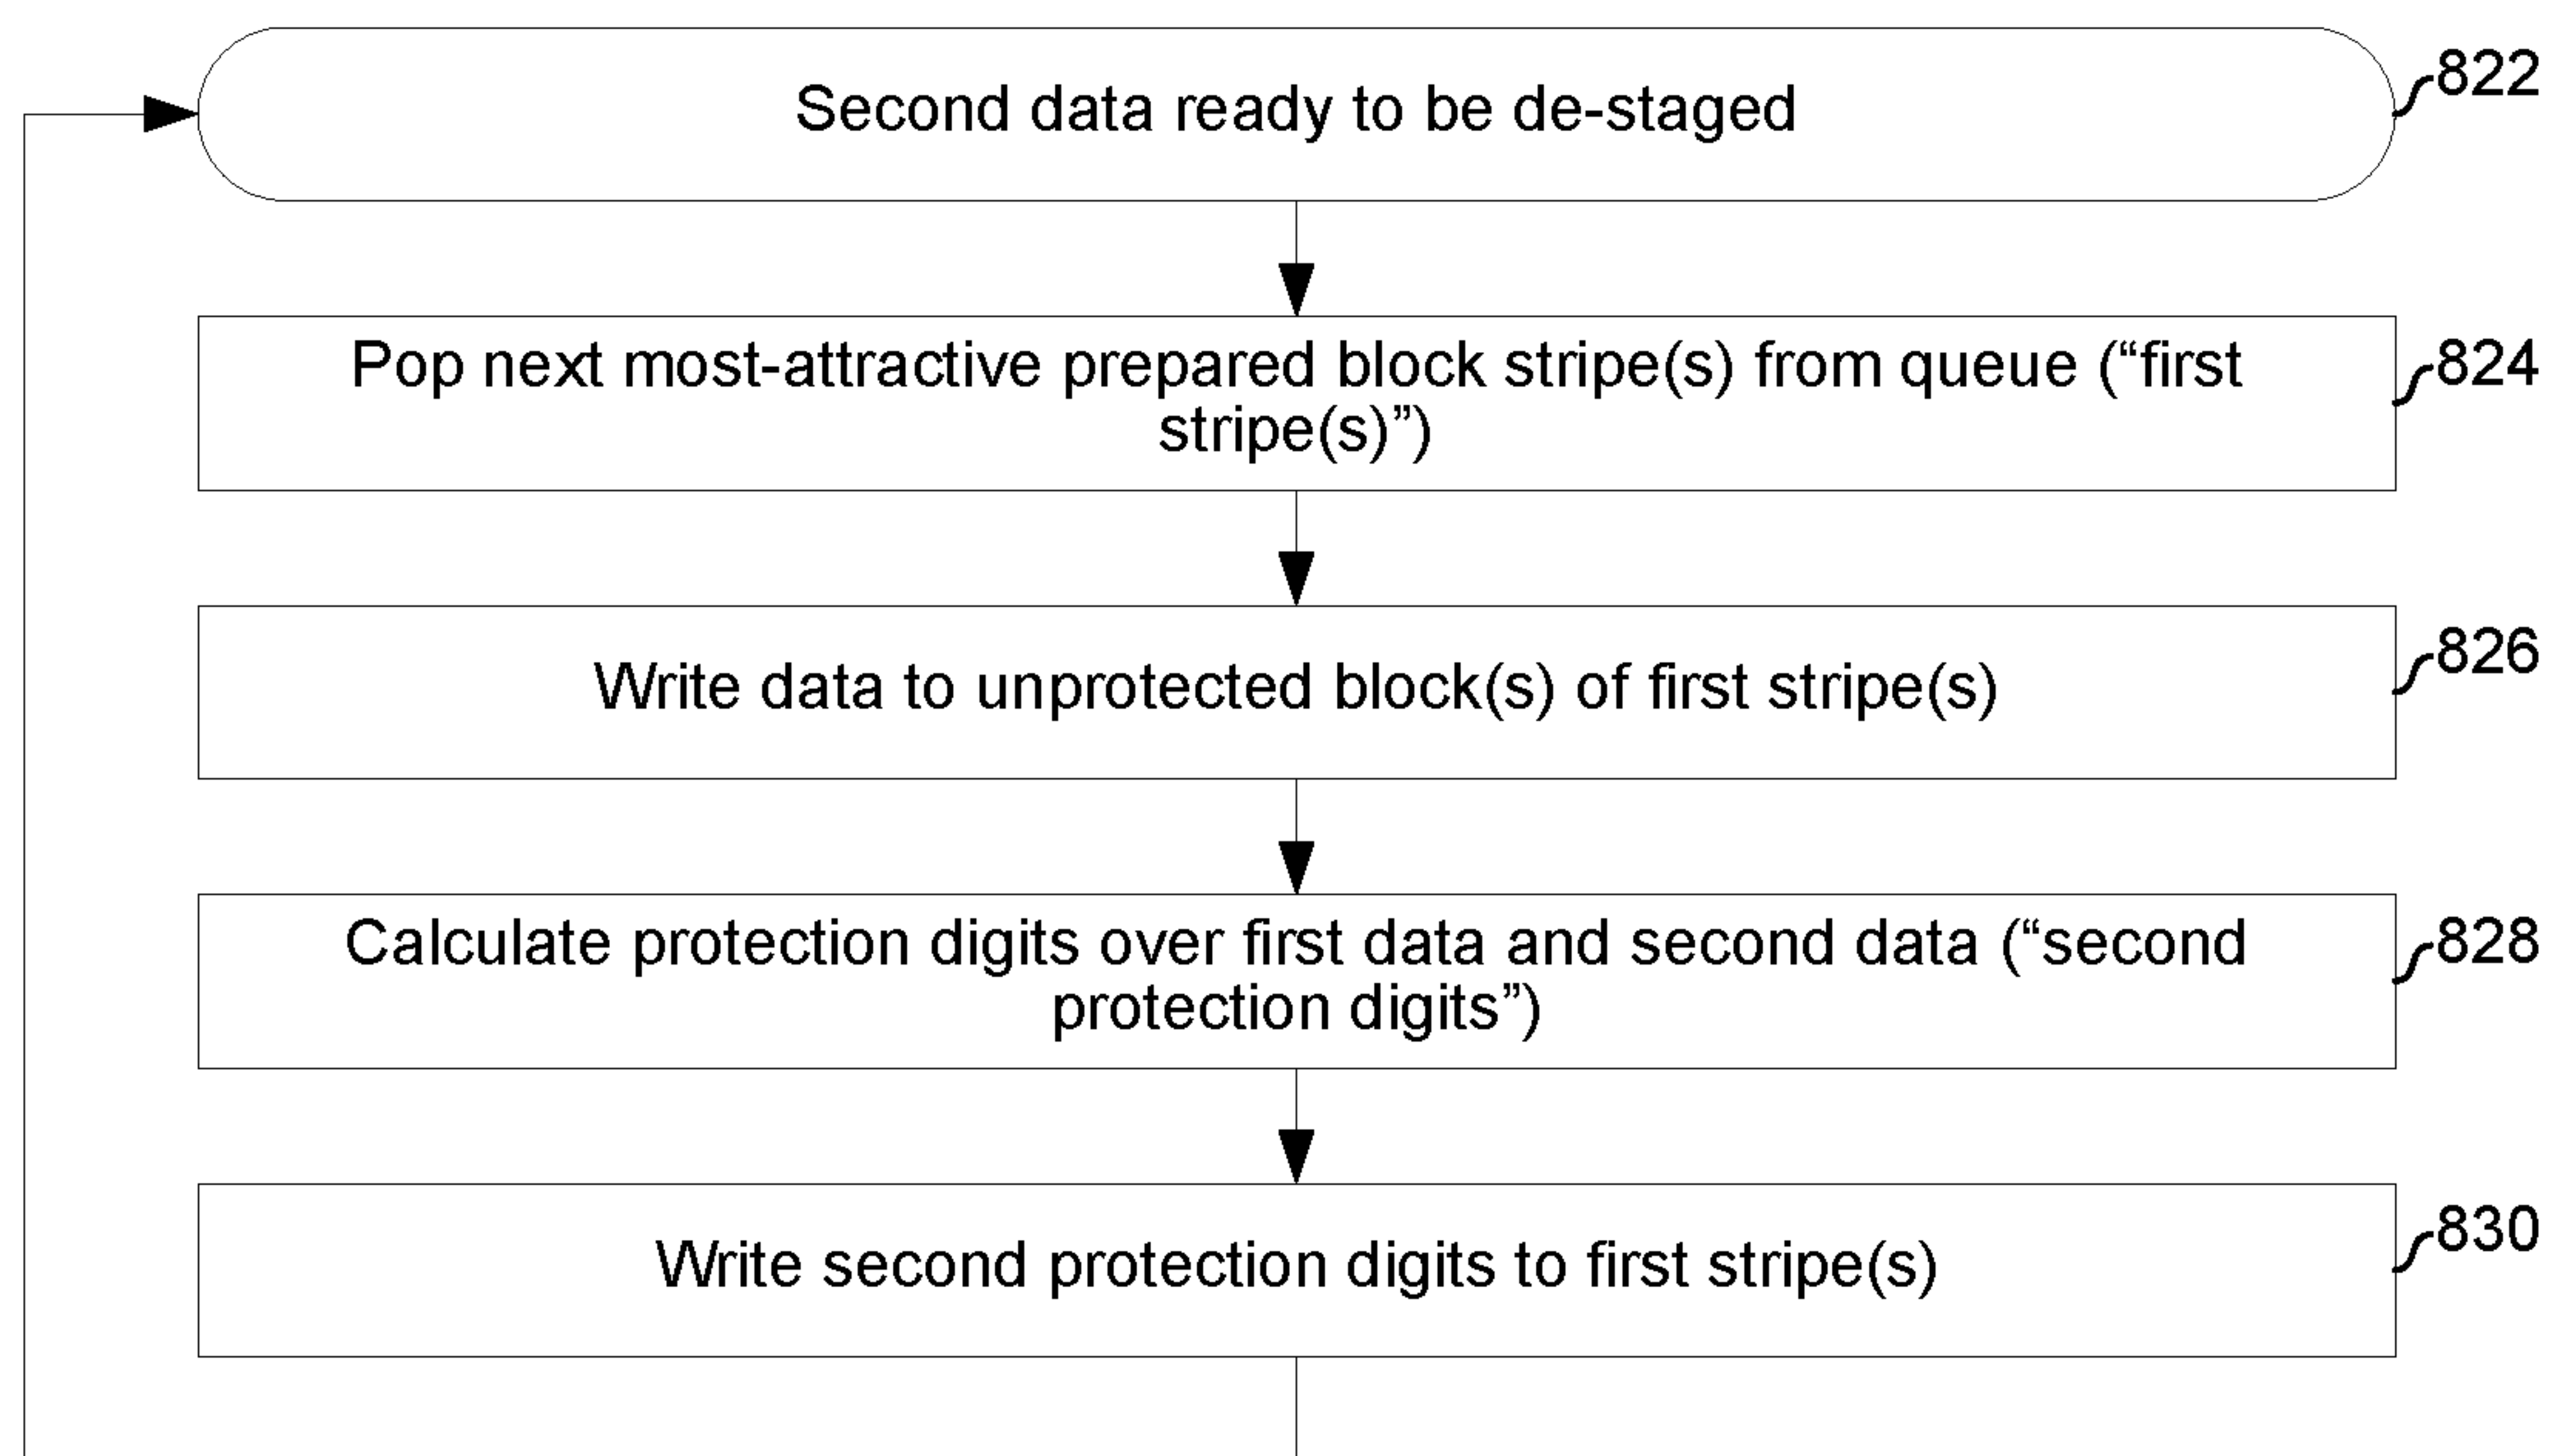 Second data ready to be de-staged
822
Pop next most-attractive prepared block stripe(s) from queue (“first
stripe(s)”)
824
Write data to unprotected block(s) of first stripe(s)
826
Calculate protection digits over first data and second data (“second
protection digits”)
828
Write second protection digits to first stripe(s)
830